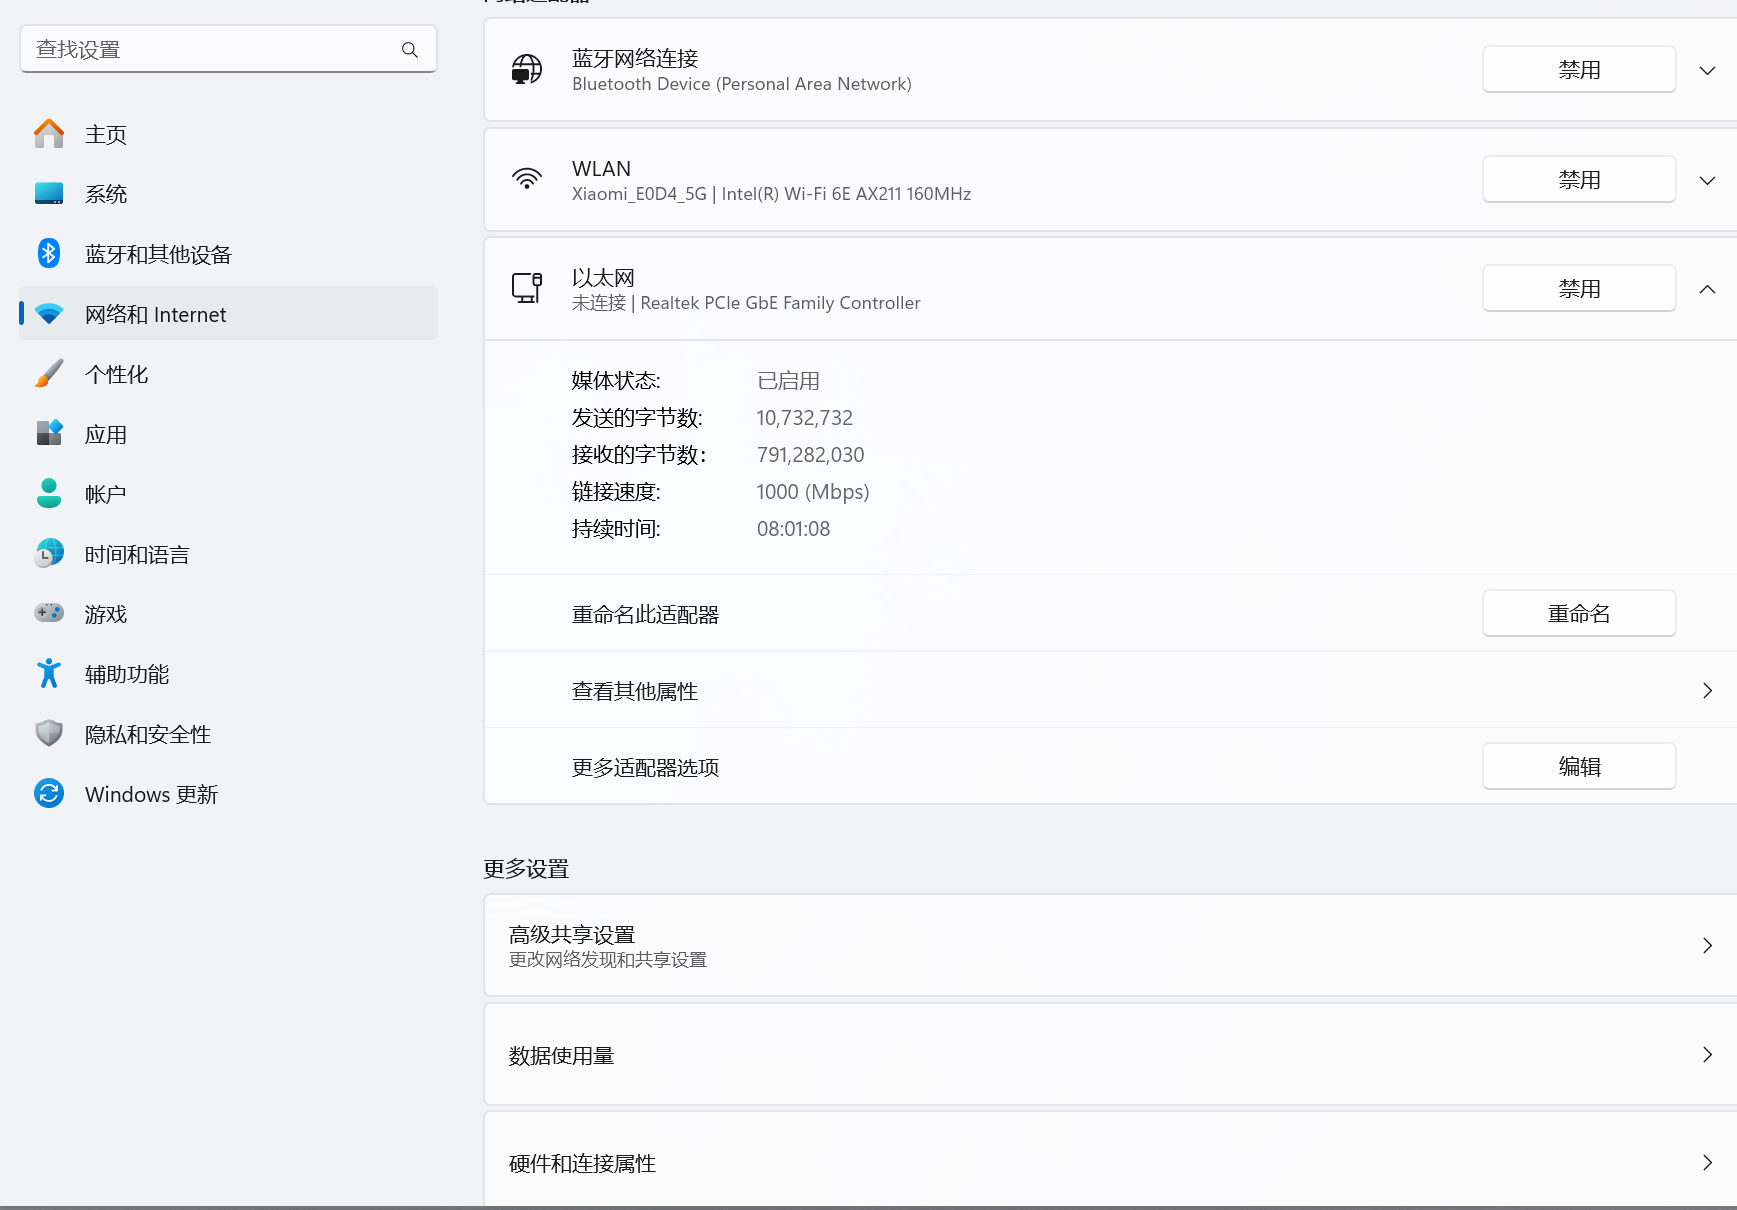 查找设置
主页
系统
蓝牙和其他设备
网络和 Internet
个性化
应用
帐户
时间和语言
游戏
辅助功能
隐私和安全性
Windows 更新
蓝牙网络连接
Bluetooth Device (Personal Area Network)
禁用
WLAN
Xiaomi_E0D4_5G | Intel(R) Wi-Fi 6E AX211 160MHz
禁用
以太网
未连接 | Realtek PCIe GbE Family Controller
禁用
媒体状态: 已启用
发送的字节数: 10,732,732
接收的字节数: 791,282,030
链接速度: 1000 (Mbps)
持续时间: 08:01:08
重命名此适配器
重命名
查看其他属性
更多适配器选项
编辑
更多设置
高级共享设置
更改网络发现和共享设置
数据使用量
硬件和连接属性